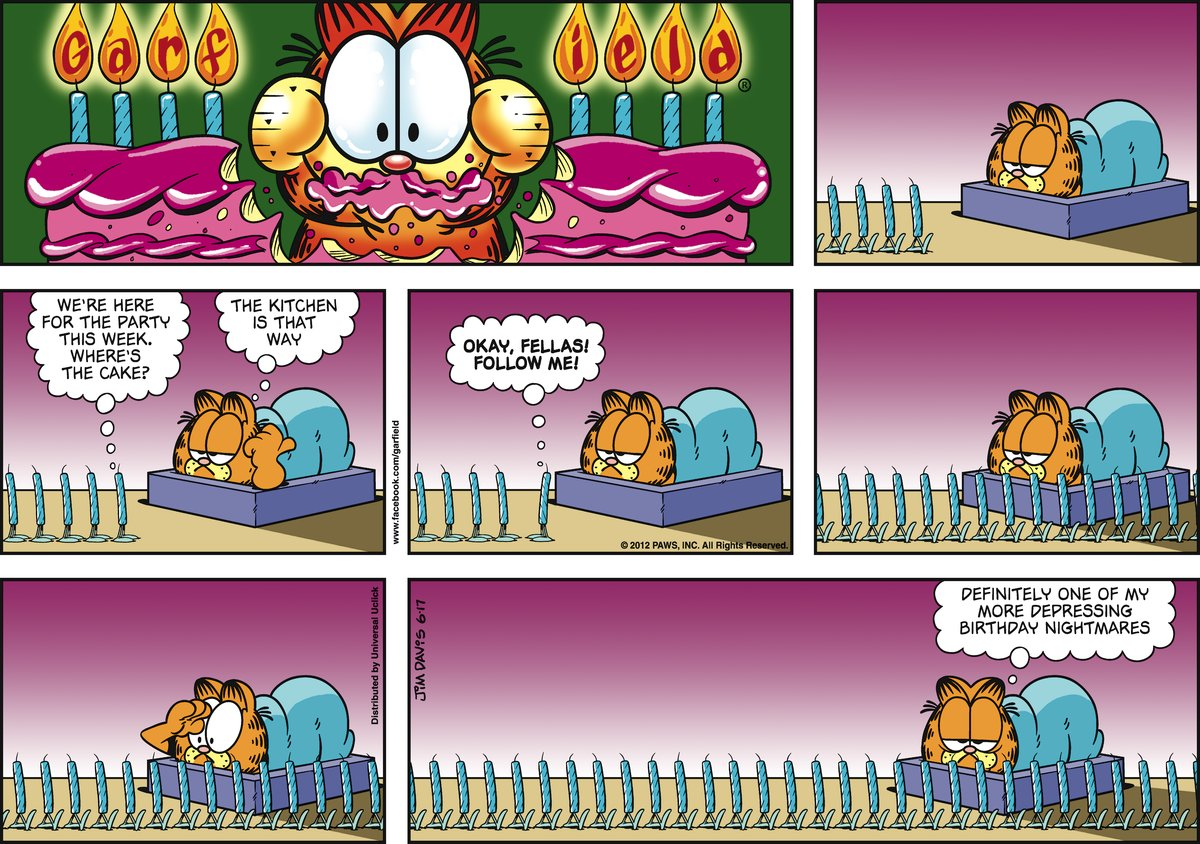 Garfield
®
WE'RE HERE
FOR THE PARTY
THIS WEEK.
WHERE'S
THE CAKE?
THE KITCHEN
IS THAT
WAY
www.facebook.com/garfield
OKAY, FELLAS!
FOLLOW ME!
© 2012 PAWS, INC. All Rights Reserved.
Distributed by Universal Uclick
JIM DAVIS 6-17
DEFINITELY ONE OF MY
MORE DEPRESSING
BIRTHDAY NIGHTMARES